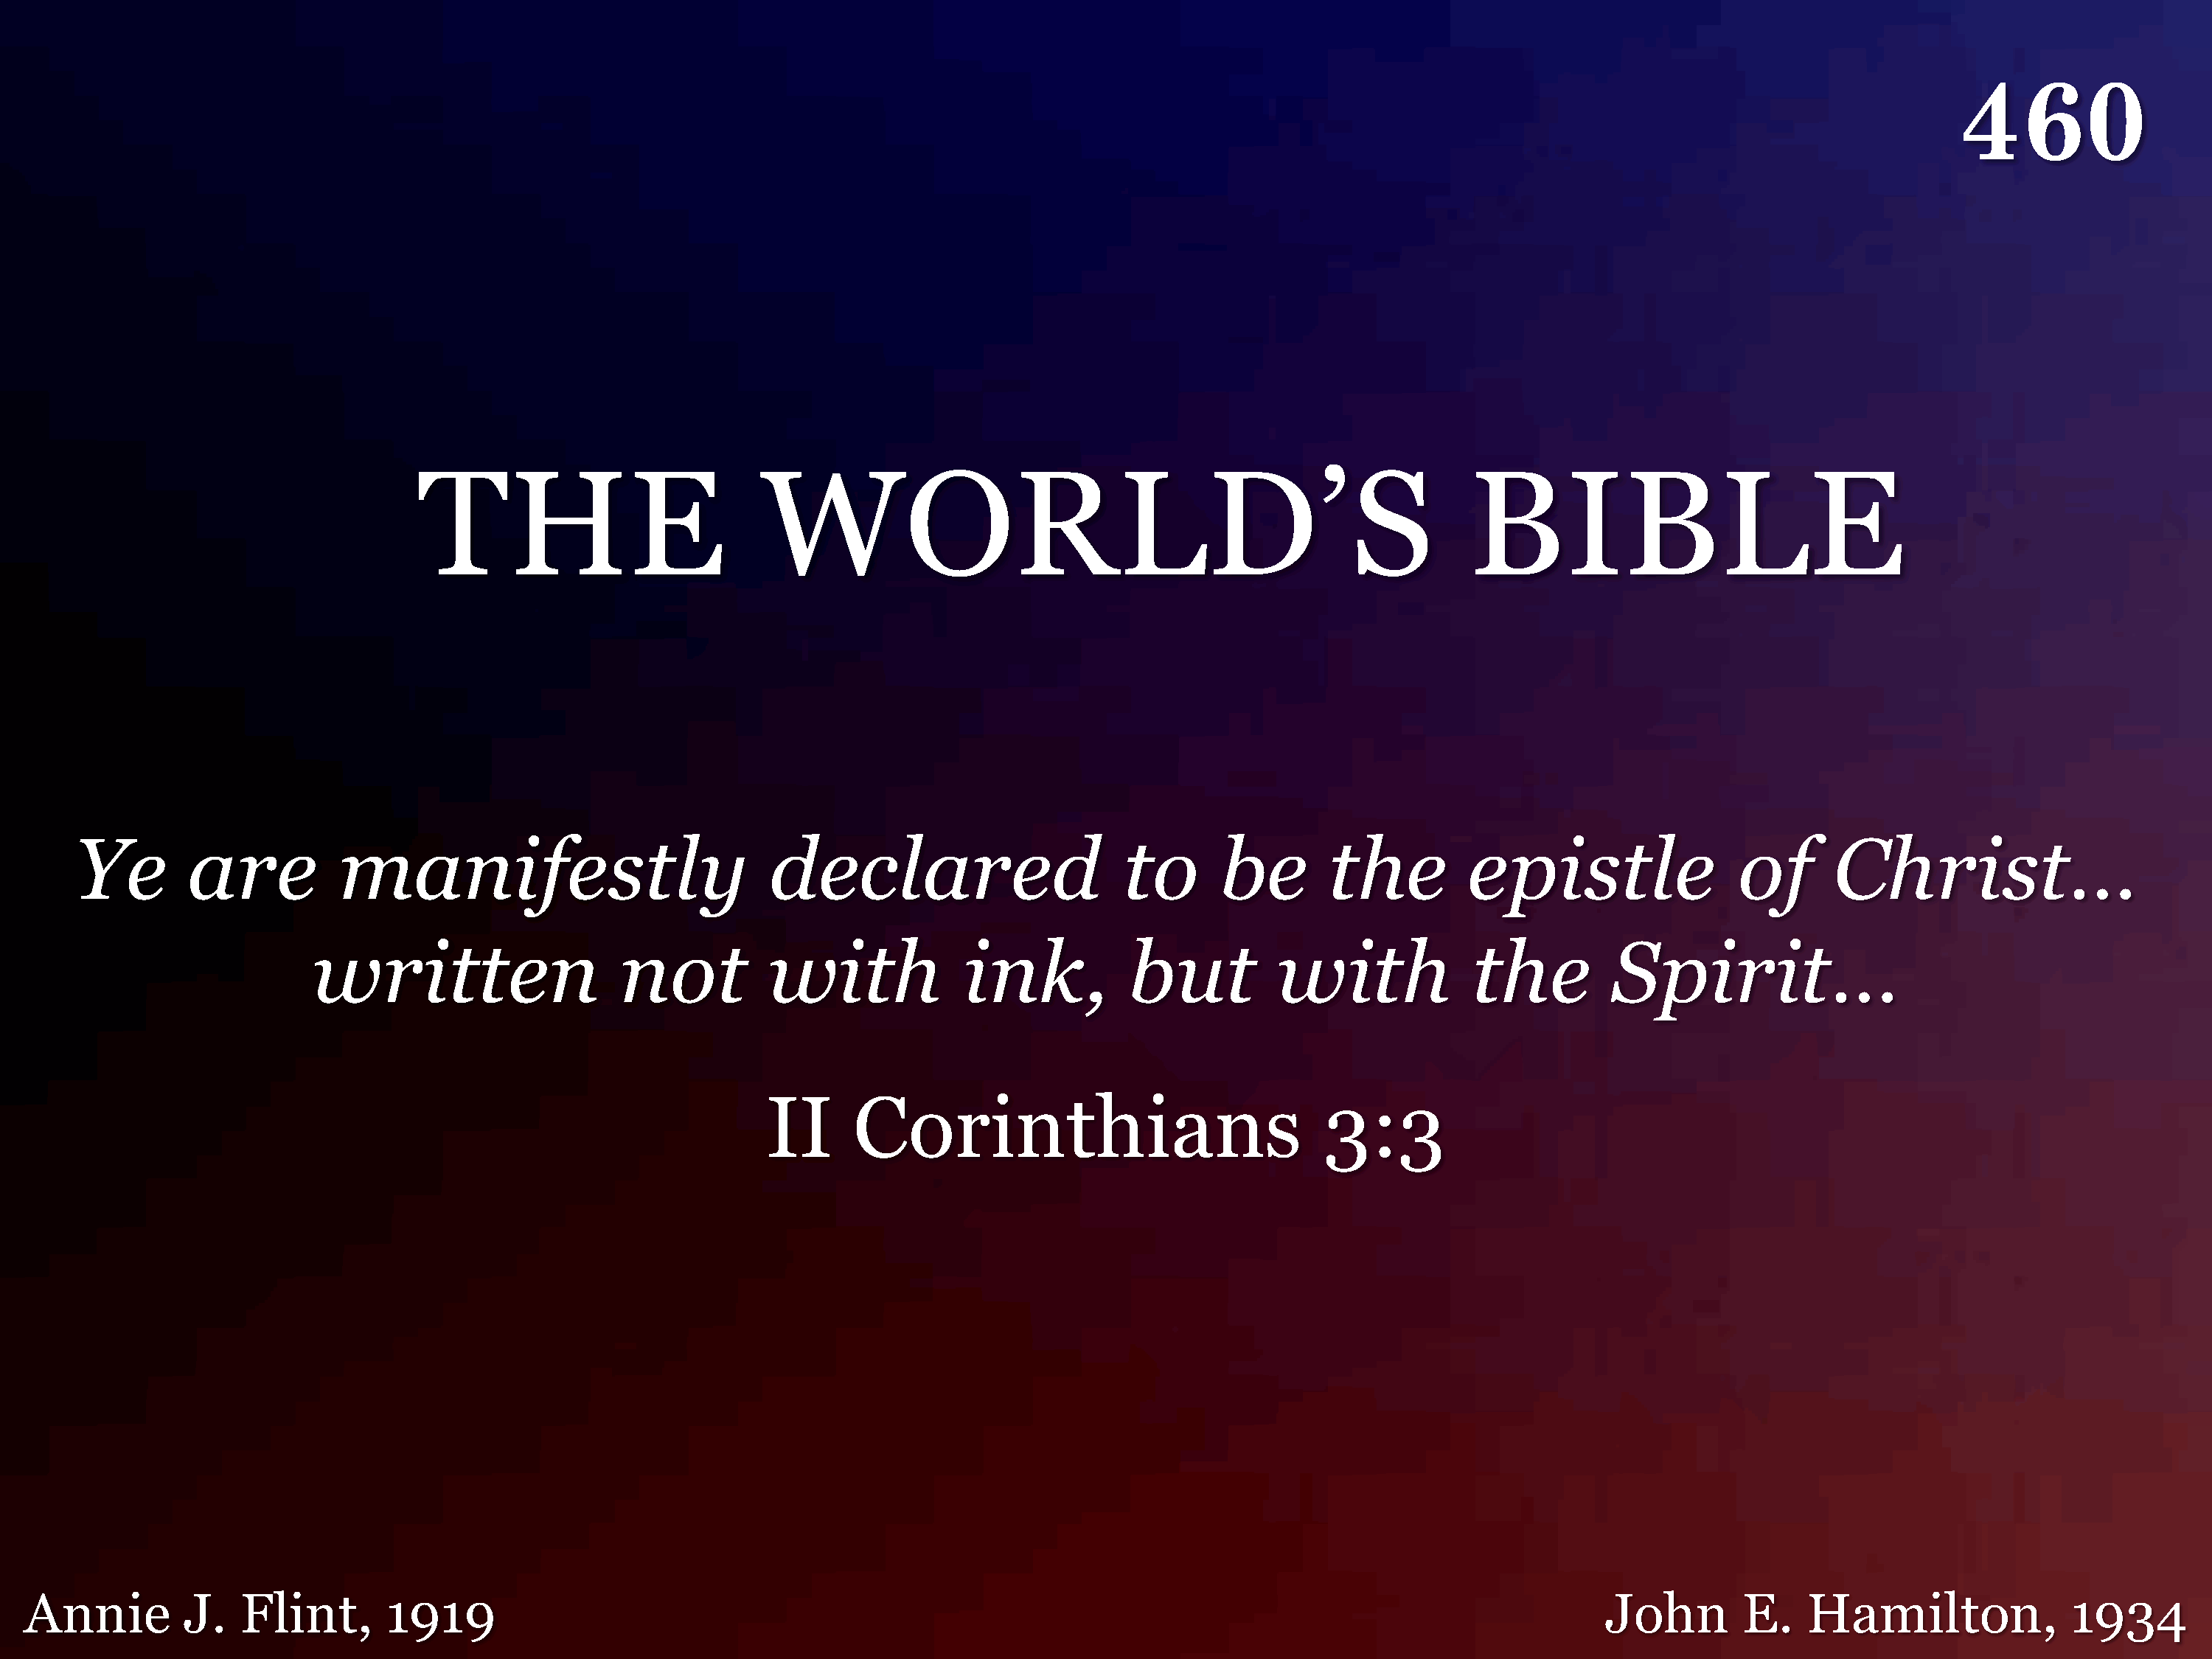 460
THE WORLD’S BIBLE
Ye are manifestly declared to be the epistle of Christ…
written not with ink, but with the Spirit…
II Corinthians 3:3
Annie J. Flint, 1919
John E. Hamilton, 1934